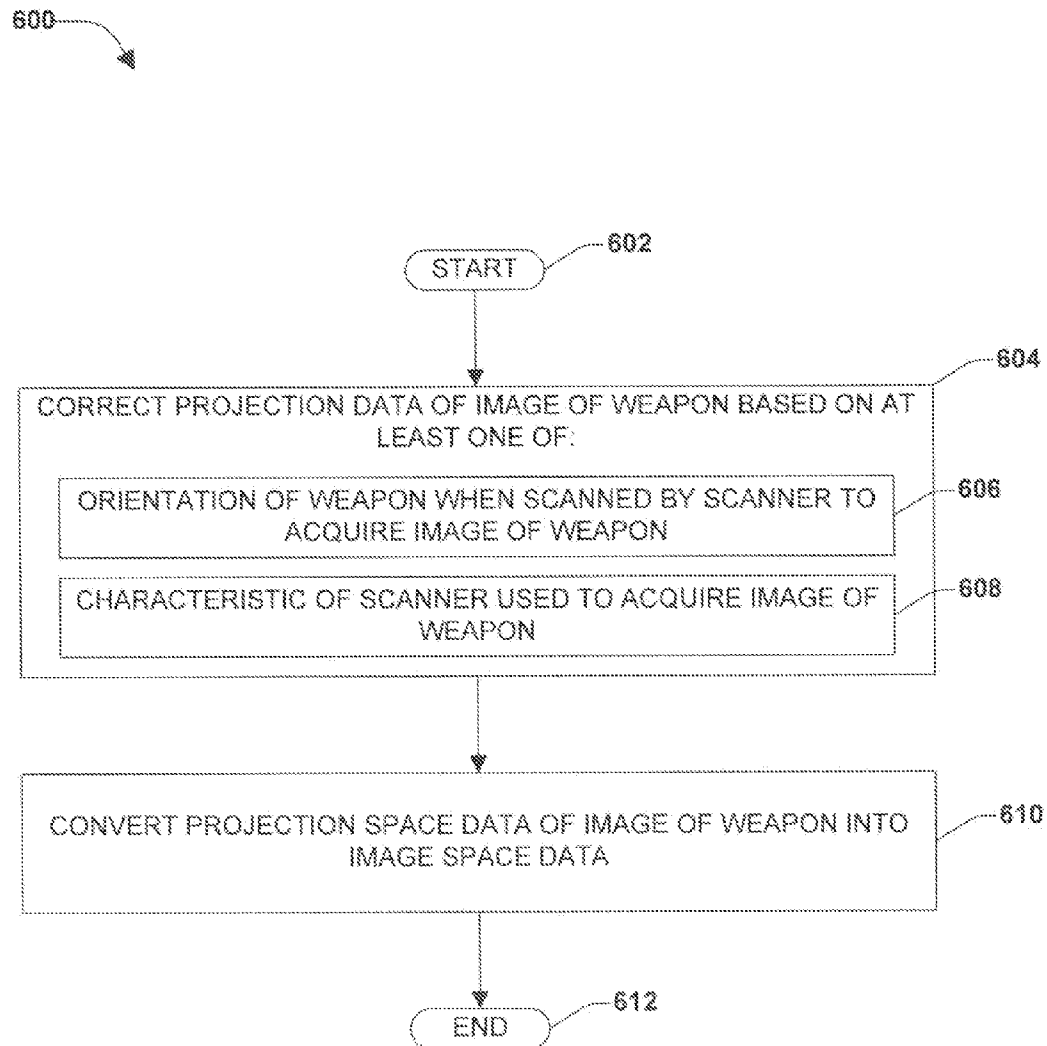 600
602
START
604
CORRECT PROJECTION DATA OF IMAGE OF WEAPON BASED ON AT
LEAST ONE OF:
ORIENTATION OF WEAPON WHEN SCANNED BY SCANNER TO
ACQUIRE IMAGE OF WEAPON
606
CHARACTERISTIC OF SCANNER USED TO ACQUIRE IMAGE OF
WEAPON
608
CONVERT PROJECTION SPACE DATA OF IMAGE OF WEAPON INTO
IMAGE SPACE DATA
610
612
END